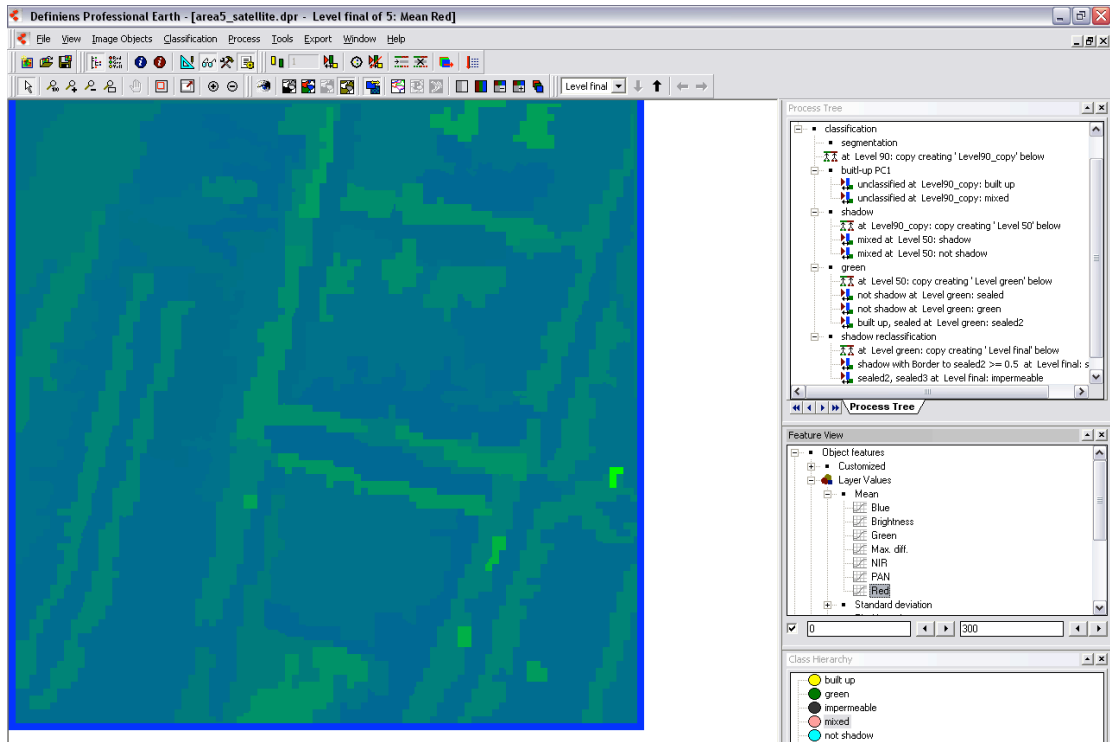 Definiens Professional Earth - [area5_satellite.dpr - Level final of 5: Mean Red]
File View Image Objects Classification Process Tools Export Window Help
1
Level final
Process Tree
classification
segmentation
at Level 90: copy creating 'Level90_copy' below
buitl-up PC1
unclassified at Level90_copy: built up
unclassified at Level90_copy: mixed
shadow
at Level90_copy: copy creating 'Level 50' below
mixed at Level 50: shadow
mixed at Level 50: not shadow
green
at Level 50: copy creating 'Level green' below
not shadow at Level green: sealed
not shadow at Level green: green
built up, sealed at Level green: sealed2
shadow reclassification
at Level green: copy creating 'Level final' below
shadow with Border to sealed2 >= 0.5 at Level final: s
sealed2, sealed3 at Level final: impermeable
Process Tree
Feature View
Object features
Customized
Layer Values
Mean
Blue
Brightness
Green
Max. diff.
NIR
PAN
Red
Standard deviation
0 300
Class Hierarchy
built up
green
impermeable
mixed
not shadow